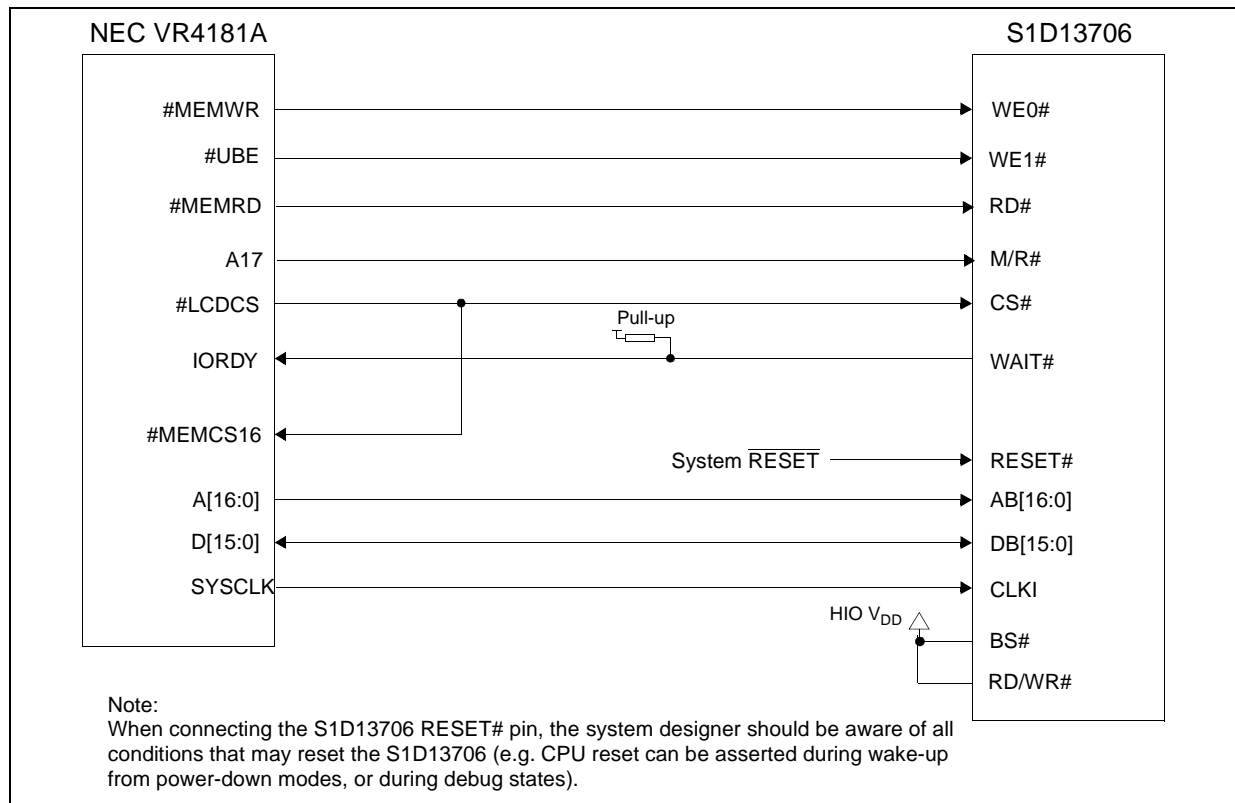 NEC VR4181A
S1D13706
#MEMWR
WE0#
#UBE
WE1#
#MEMRD
RD#
A17
M/R#
#LCDCS
CS#
Pull-up
IORDY
WAIT#
#MEMCS16
System RESET
RESET#
A[16:0]
AB[16:0]
D[15:0]
DB[15:0]
SYSCLK
CLKI
HIO VDD
BS#
RD/WR#
Note:
When connecting the S1D13706 RESET# pin, the system designer should be aware of all
conditions that may reset the S1D13706 (e.g. CPU reset can be asserted during wake-up
from power-down modes, or during debug states).